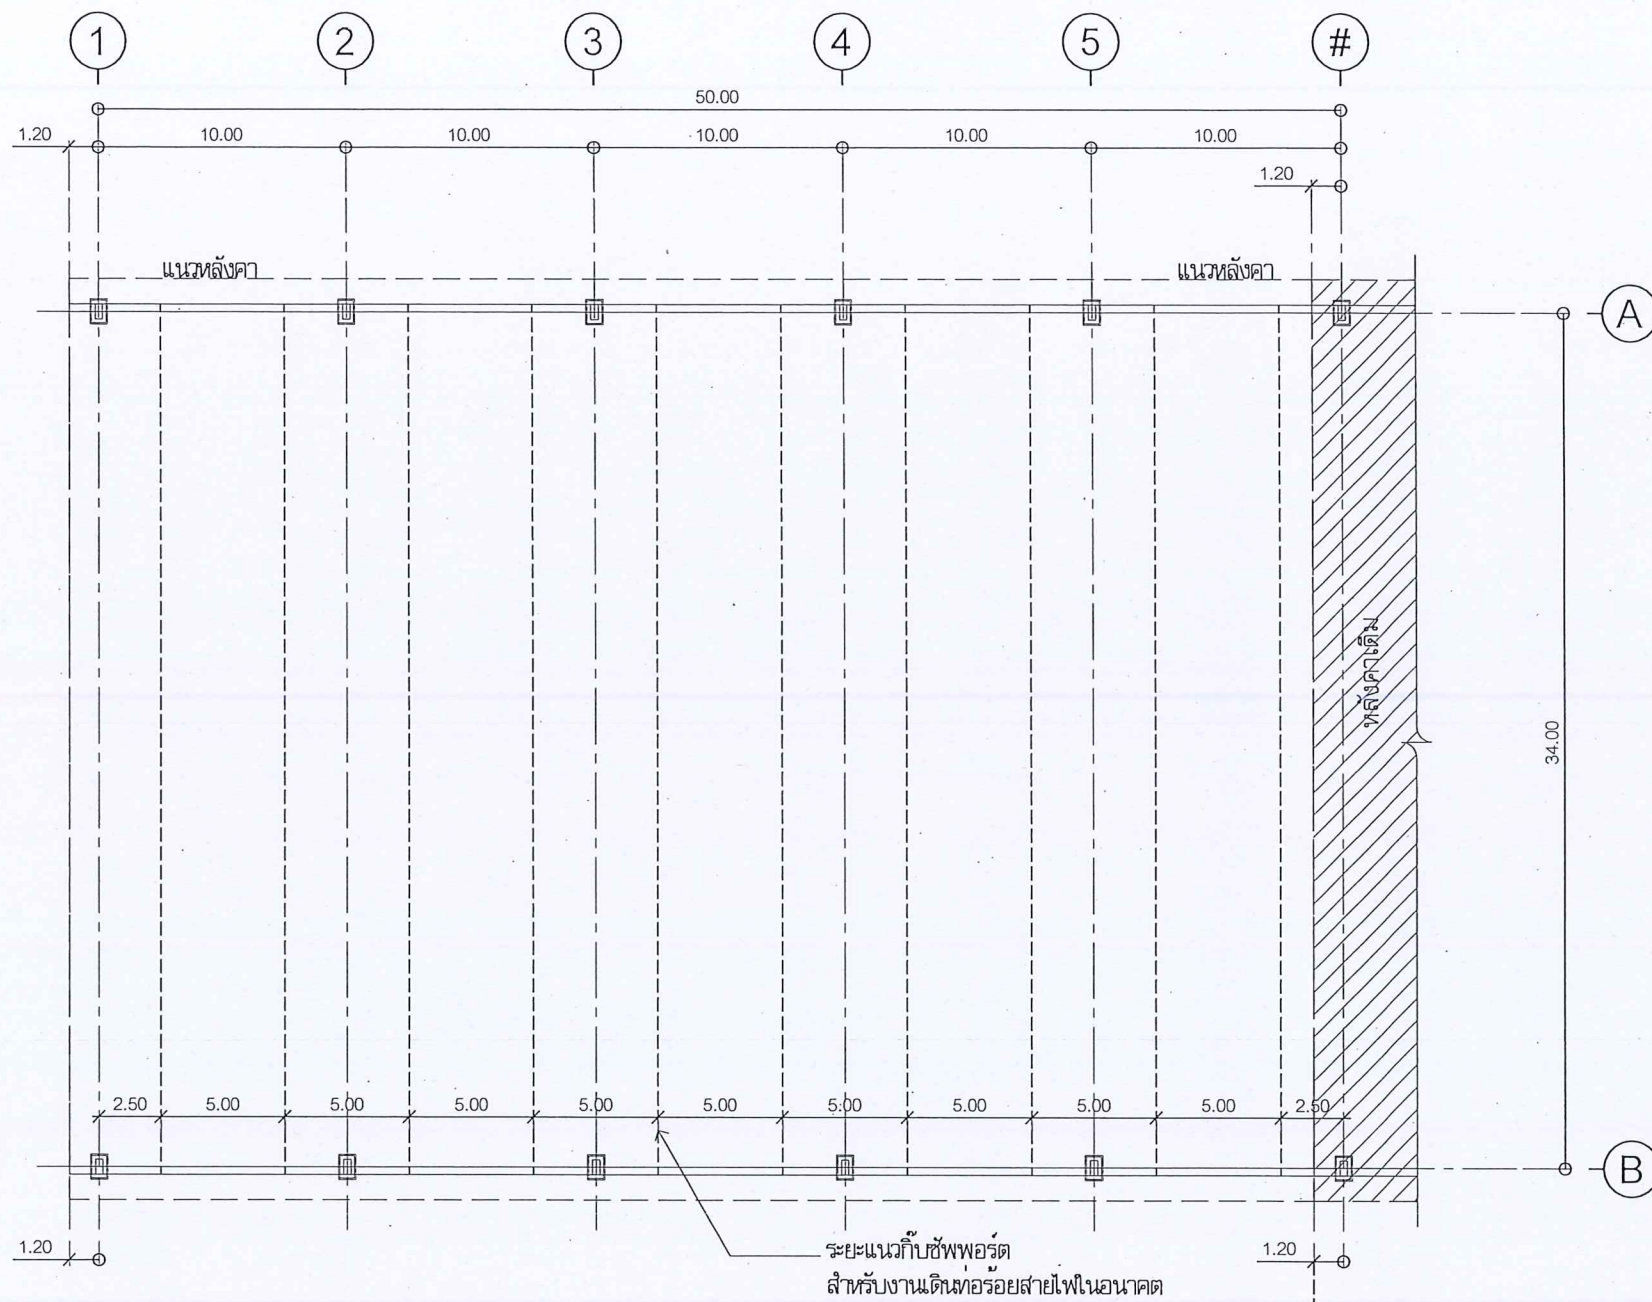 1 2 3 4 5 #
50.00
1.20 10.00 10.00 10.00 10.00 10.00
1.20
แนวหลังคา แนวหลังคา
A
หลังคาเดิม
34.00
2.50 5.00 5.00 5.00 5.00 5.00 5.00 5.00 5.00 5.00 2.50
B
1.20 1.20
ระยะแนวกิ๊บซัพพอร์ต
สำหรับงานเดินท่อร้อยสายไฟในอนาคต